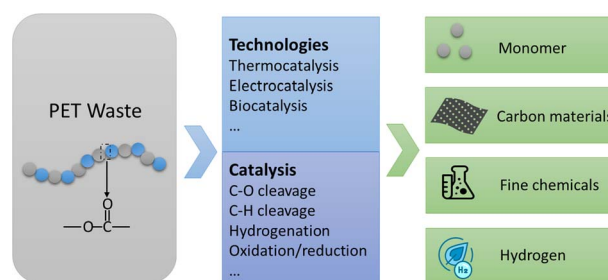 PET Waste
O
—O—C—
Technologies
Thermocatalysis
Electrocatalysis
Biocatalysis
...
Catalysis
C-O cleavage
C-H cleavage
Hydrogenation
Oxidation/reduction
...
Monomer
Carbon materials
Fine chemicals
H₂
Hydrogen